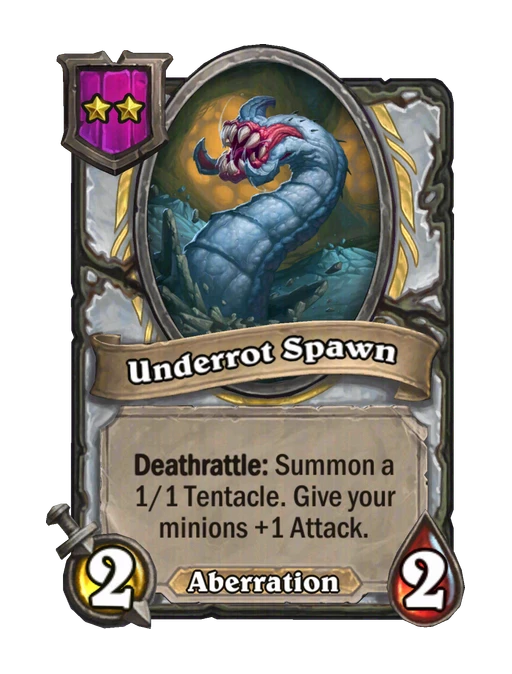 Underrot Spawn
Deathrattle: Summon a
1/1 Tentacle. Give your
minions +1 Attack.
2
Aberration
2